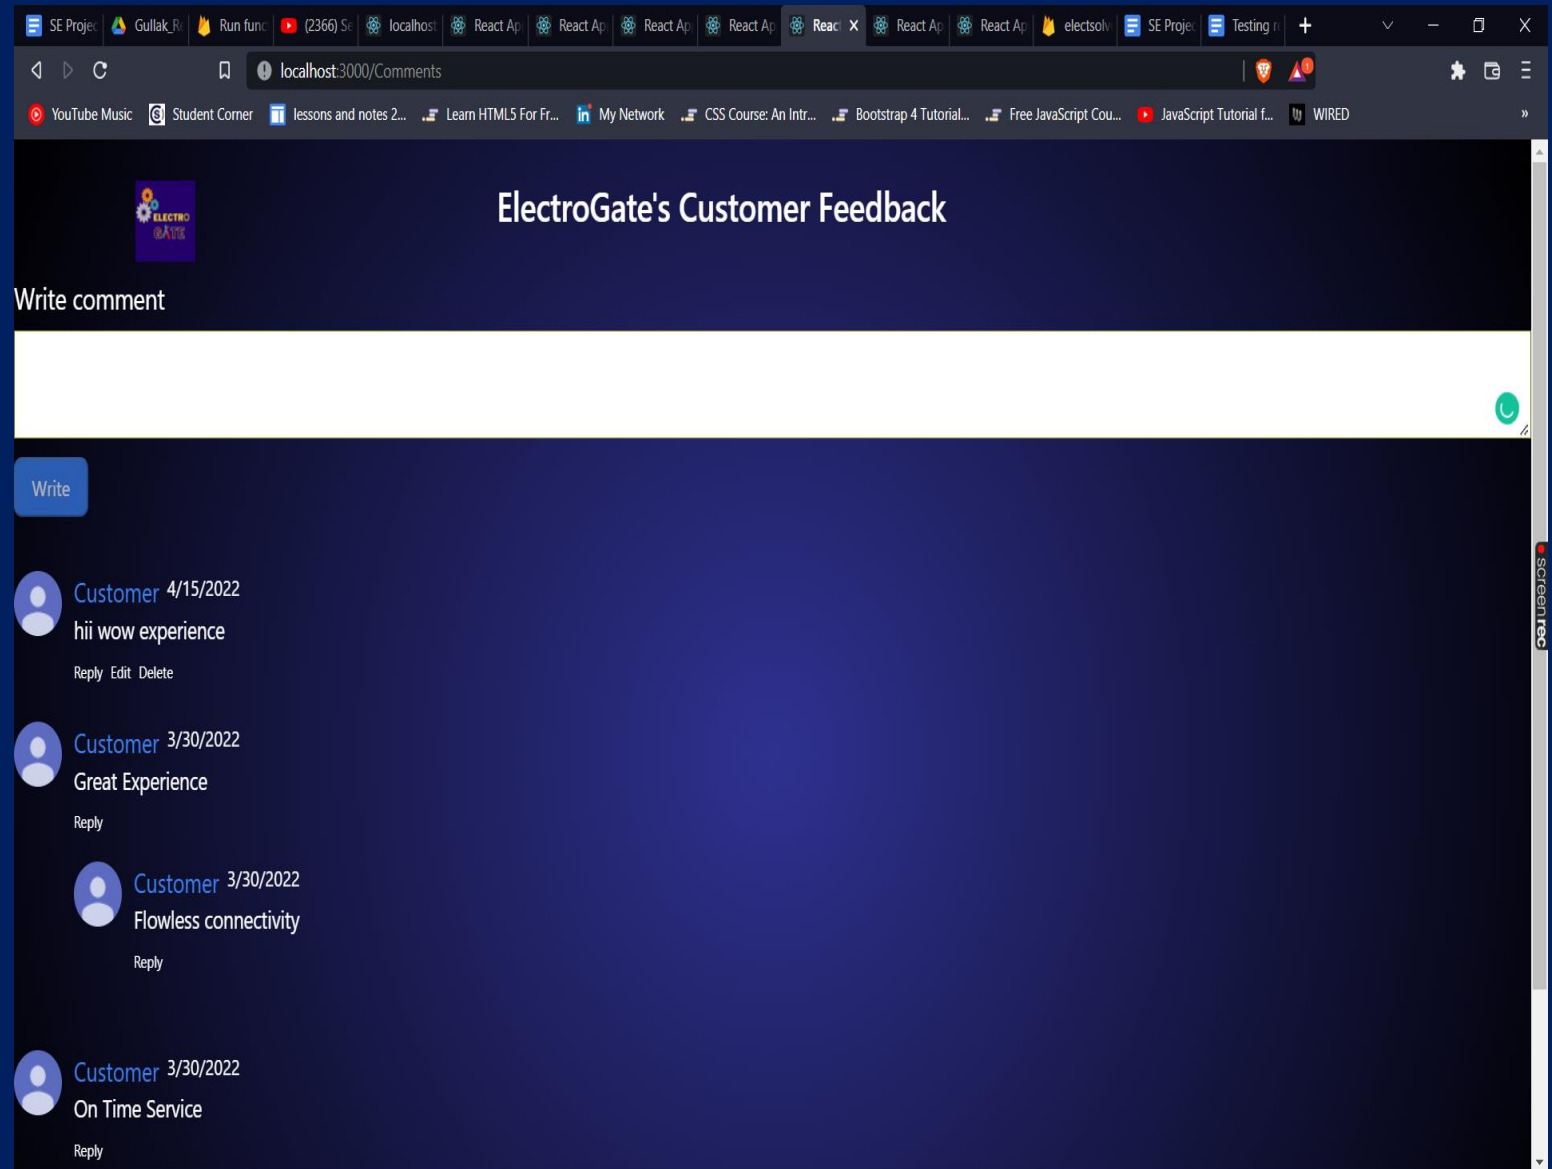 SE Projec Gullak_R Run func (2366) Se localhost React Ap React Ap React Ap React Ap Reac X React Ap React Ap electsolv SE Projec Testing r
localhost:3000/Comments
YouTube Music Student Corner lessons and notes 2... Learn HTML5 For Fr... My Network CSS Course: An Intr... Bootstrap 4 Tutorial... Free JavaScript Cou... JavaScript Tutorial f... WIRED »
ELECTRO
GATE
ElectroGate's Customer Feedback
Write comment
Write
Customer 4/15/2022
hii wow experience
Reply Edit Delete
Customer 3/30/2022
Great Experience
Reply
Customer 3/30/2022
Flowless connectivity
Reply
Customer 3/30/2022
On Time Service
Reply
screenrec